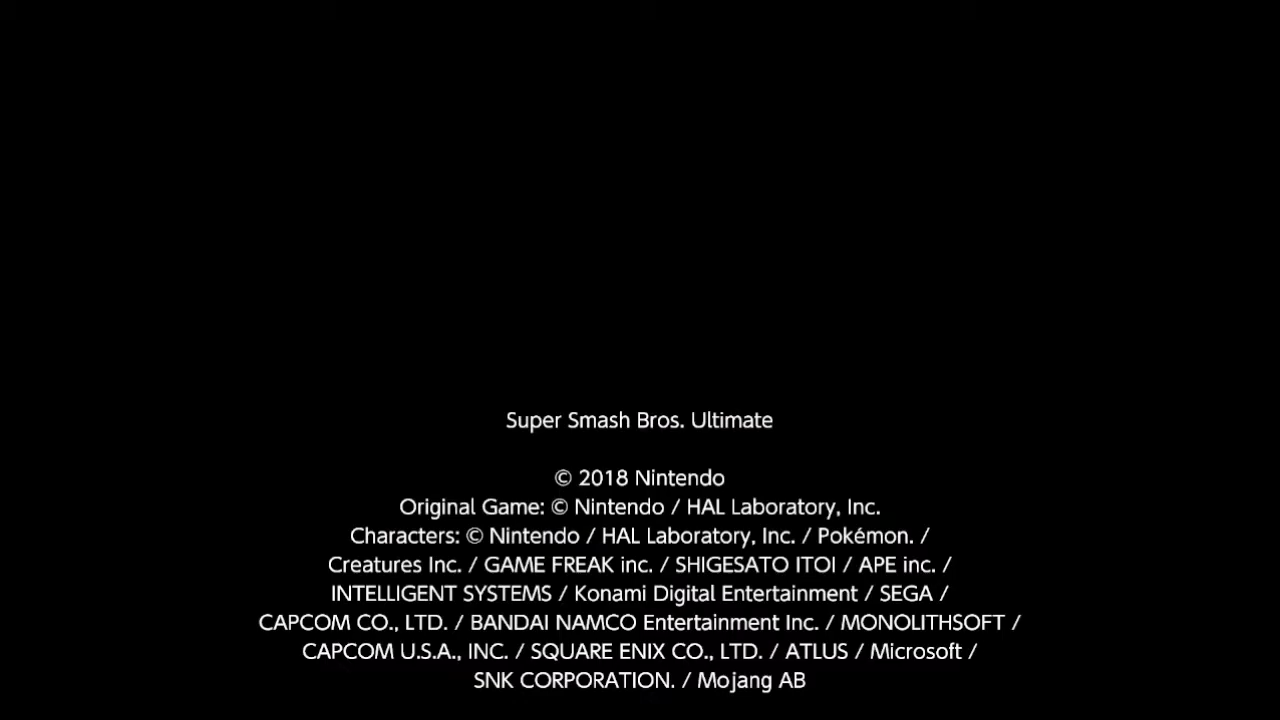 Super Smash Bros. Ultimate
© 2018 Nintendo
Original Game: © Nintendo / HAL Laboratory, Inc.
Characters: © Nintendo / HAL Laboratory, Inc. / Pokémon. /
Creatures Inc. / GAME FREAK inc. / SHIGESATO ITOI / APE inc. /
INTELLIGENT SYSTEMS / Konami Digital Entertainment / SEGA /
CAPCOM CO., LTD. / BANDAI NAMCO Entertainment Inc. / MONOLITHSOFT /
CAPCOM U.S.A., INC. / SQUARE ENIX CO., LTD. / ATLUS / Microsoft /
SNK CORPORATION. / Mojang AB